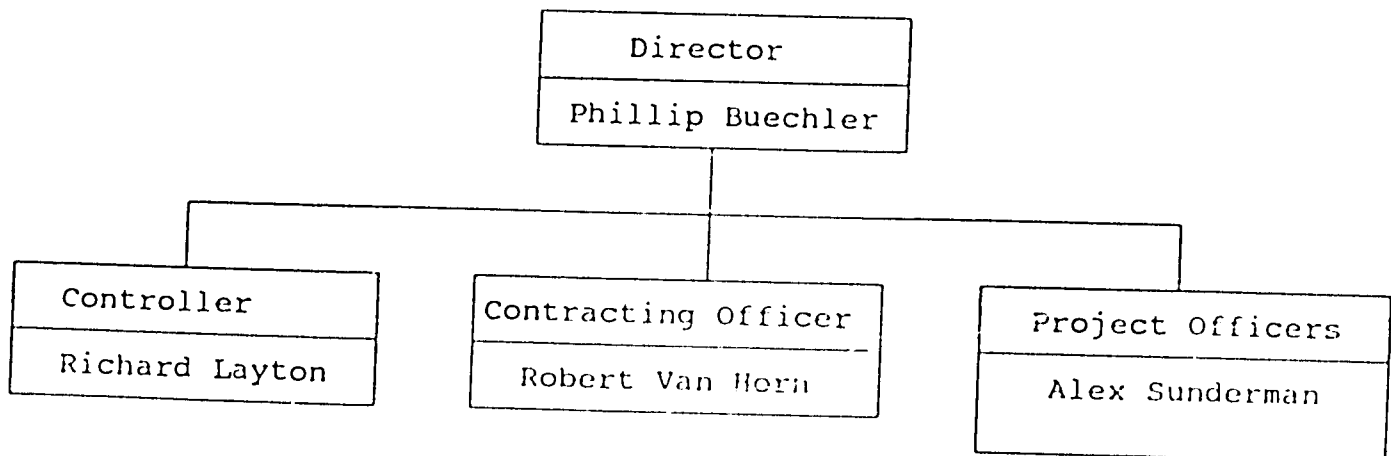 Director
Phillip Buechler
Controller
Richard Layton
Contracting Officer
Robert Van Horn
Project Officers
Alex Sunderman